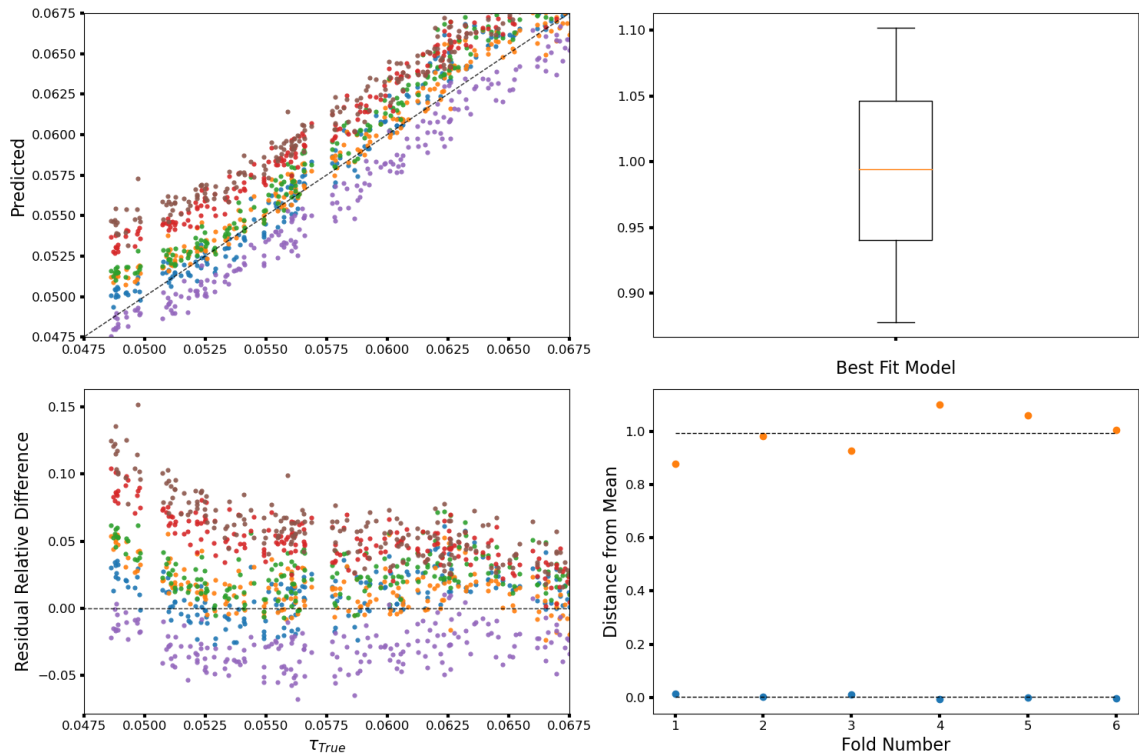 0.0675
0.0650
0.0625
0.0600
0.0575
0.0550
0.0525
0.0500
0.0475
Predicted
0.0475 0.0500 0.0525 0.0550 0.0575 0.0600 0.0625 0.0650 0.0675
1.10
1.05
1.00
0.95
0.90
Best Fit Model
0.15
0.10
0.05
0.00
−0.05
Residual Relative Difference
0.0475 0.0500 0.0525 0.0550 0.0575 0.0600 0.0625 0.0650 0.0675
τTrue
1.0
0.8
0.6
0.4
0.2
0.0
Distance from Mean
1 2 3 4 5 6
Fold Number